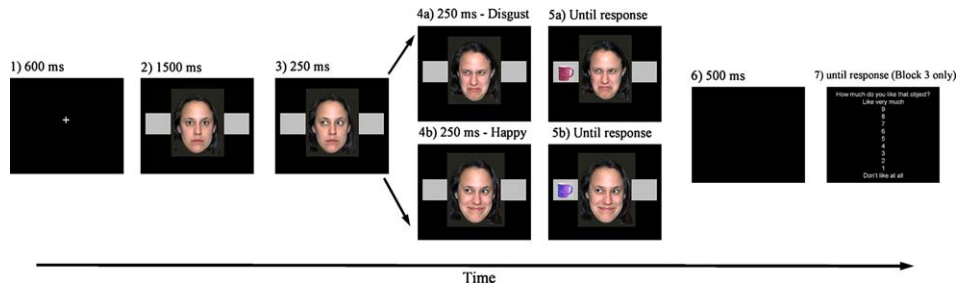 1) 600 ms
2) 1500 ms
3) 250 ms
4a) 250 ms - Disgust
5a) Until response
4b) 250 ms - Happy
5b) Until response
6) 500 ms
7) until response (Block 3 only)
How much do you like that object?
Like very much
9
8
7
6
5
4
3
2
1
Don't like at all
Time